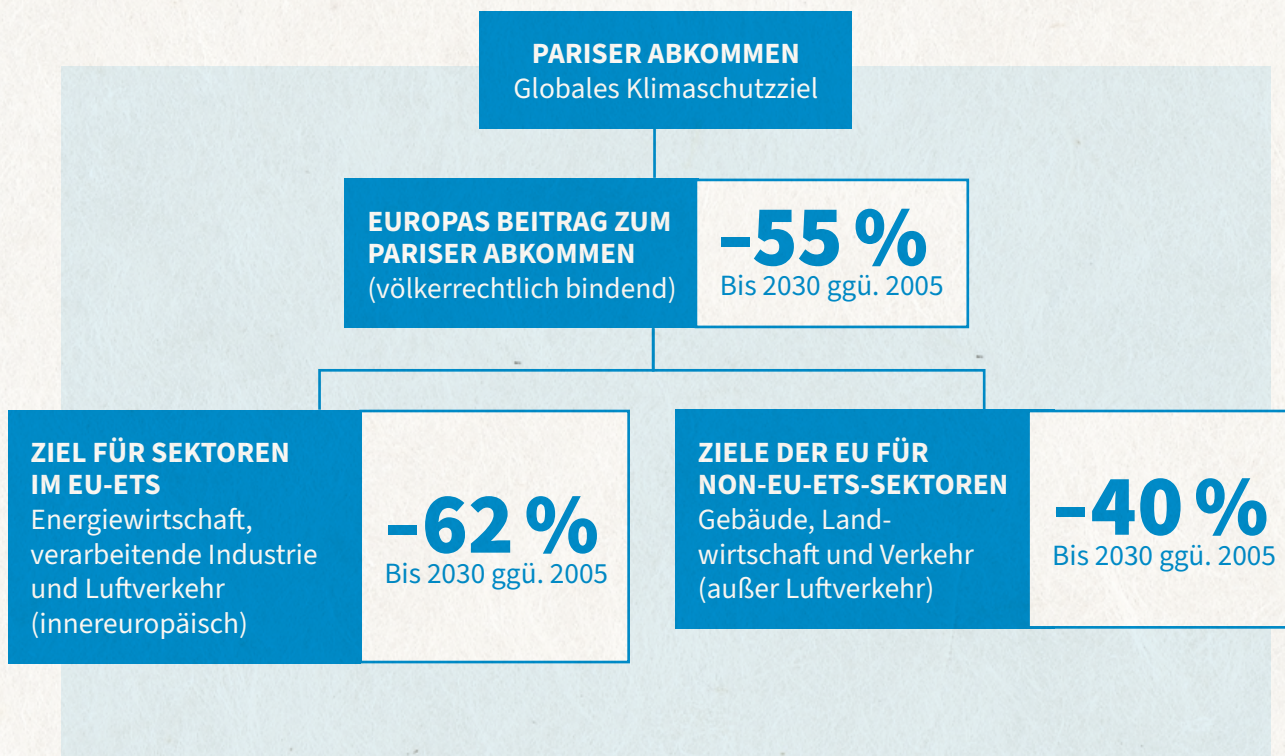 PARISER ABKOMMEN
Globales Klimaschutzziel
EUROPAS BEITRAG ZUM
PARISER ABKOMMEN
(völkerrechtlich bindend)
–55 %
Bis 2030 ggü. 2005
ZIEL FÜR SEKTOREN
IM EU-ETS
Energiewirtschaft,
verarbeitende Industrie
und Luftverkehr
(innereuropäisch)
–62 %
Bis 2030 ggü. 2005
ZIELE DER EU FÜR
NON-EU-ETS-SEKTOREN
Gebäude, Land-
wirtschaft und Verkehr
(außer Luftverkehr)
–40 %
Bis 2030 ggü. 2005